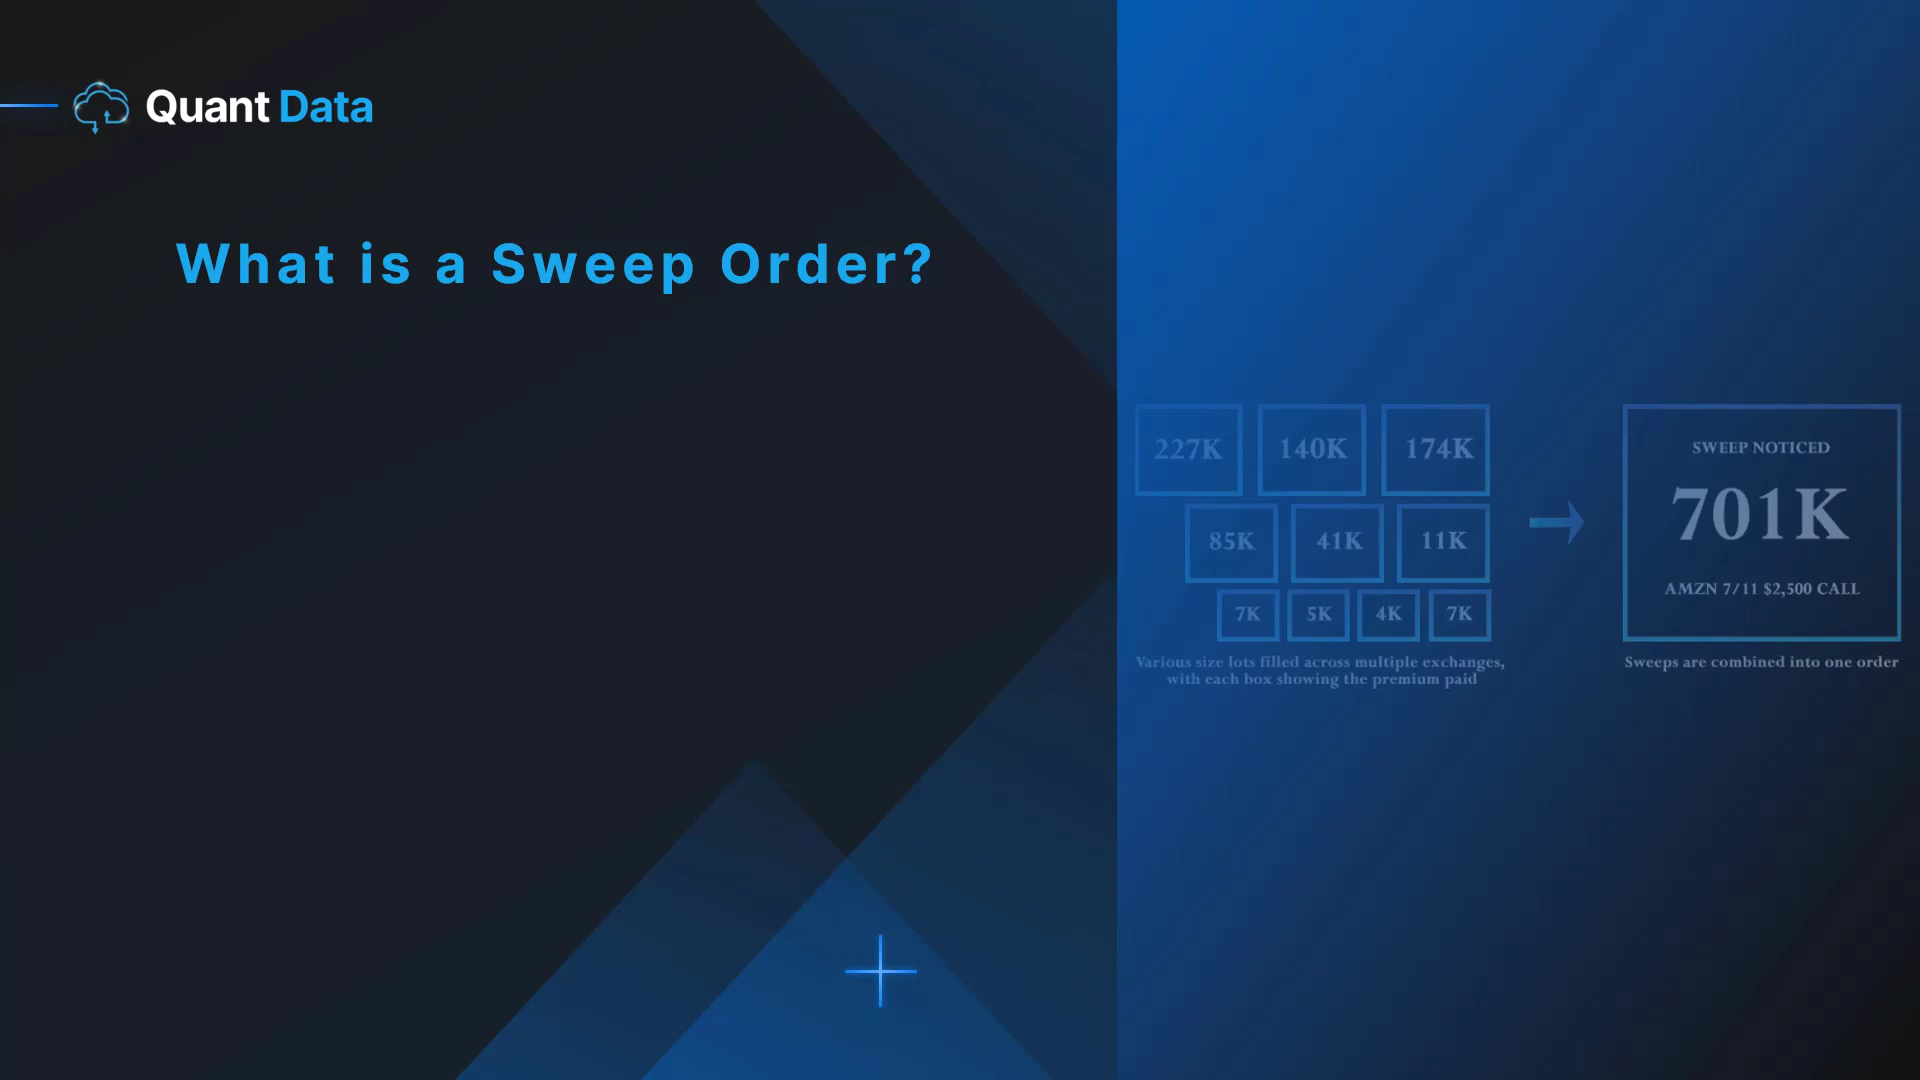 Quant Data
What is a Sweep Order?
227K 140K 174K
85K 41K 11K
7K 5K 4K 7K
Various size lots filled across multiple exchanges,
with each box showing the premium paid
SWEEP NOTICED
701K
AMZN 7/11 $2,500 CALL
Sweeps are combined into one order